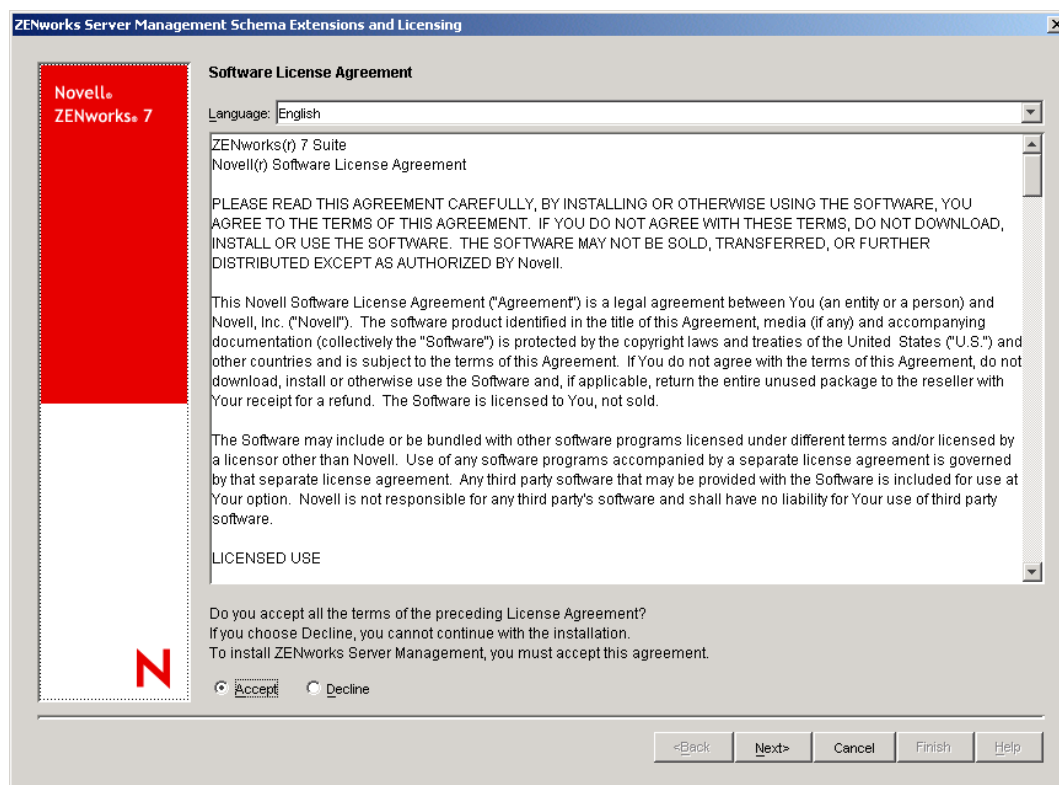 ZENworks Server Management Schema Extensions and Licensing
Novell®
ZENworks® 7
Software License Agreement
Language: English
ZENworks(r) 7 Suite
Novell(r) Software License Agreement
PLEASE READ THIS AGREEMENT CAREFULLY, BY INSTALLING OR OTHERWISE USING THE SOFTWARE, YOU
AGREE TO THE TERMS OF THIS AGREEMENT.  IF YOU DO NOT AGREE WITH THESE TERMS, DO NOT DOWNLOAD,
INSTALL OR USE THE SOFTWARE.  THE SOFTWARE MAY NOT BE SOLD, TRANSFERRED, OR FURTHER
DISTRIBUTED EXCEPT AS AUTHORIZED BY Novell.
This Novell Software License Agreement ("Agreement") is a legal agreement between You (an entity or a person) and
Novell, Inc. ("Novell").  The software product identified in the title of this Agreement, media (if any) and accompanying
documentation (collectively the "Software") is protected by the copyright laws and treaties of the United  States ("U.S.") and
other countries and is subject to the terms of this Agreement.  If You do not agree with the terms of this Agreement, do not
download, install or otherwise use the Software and, if applicable, return the entire unused package to the reseller with
Your receipt for a refund.  The Software is licensed to You, not sold.
The Software may include or be bundled with other software programs licensed under different terms and/or licensed by
a licensor other than Novell.  Use of any software programs accompanied by a separate license agreement is governed
by that separate license agreement.  Any third party software that may be provided with the Software is included for use at
Your option.  Novell is not responsible for any third party's software and shall have no liability for Your use of third party
software.
LICENSED USE
Do you accept all the terms of the preceding License Agreement?
If you choose Decline, you cannot continue with the installation.
To install ZENworks Server Management, you must accept this agreement.
N
Accept Decline
<Back Next> Cancel Finish Help